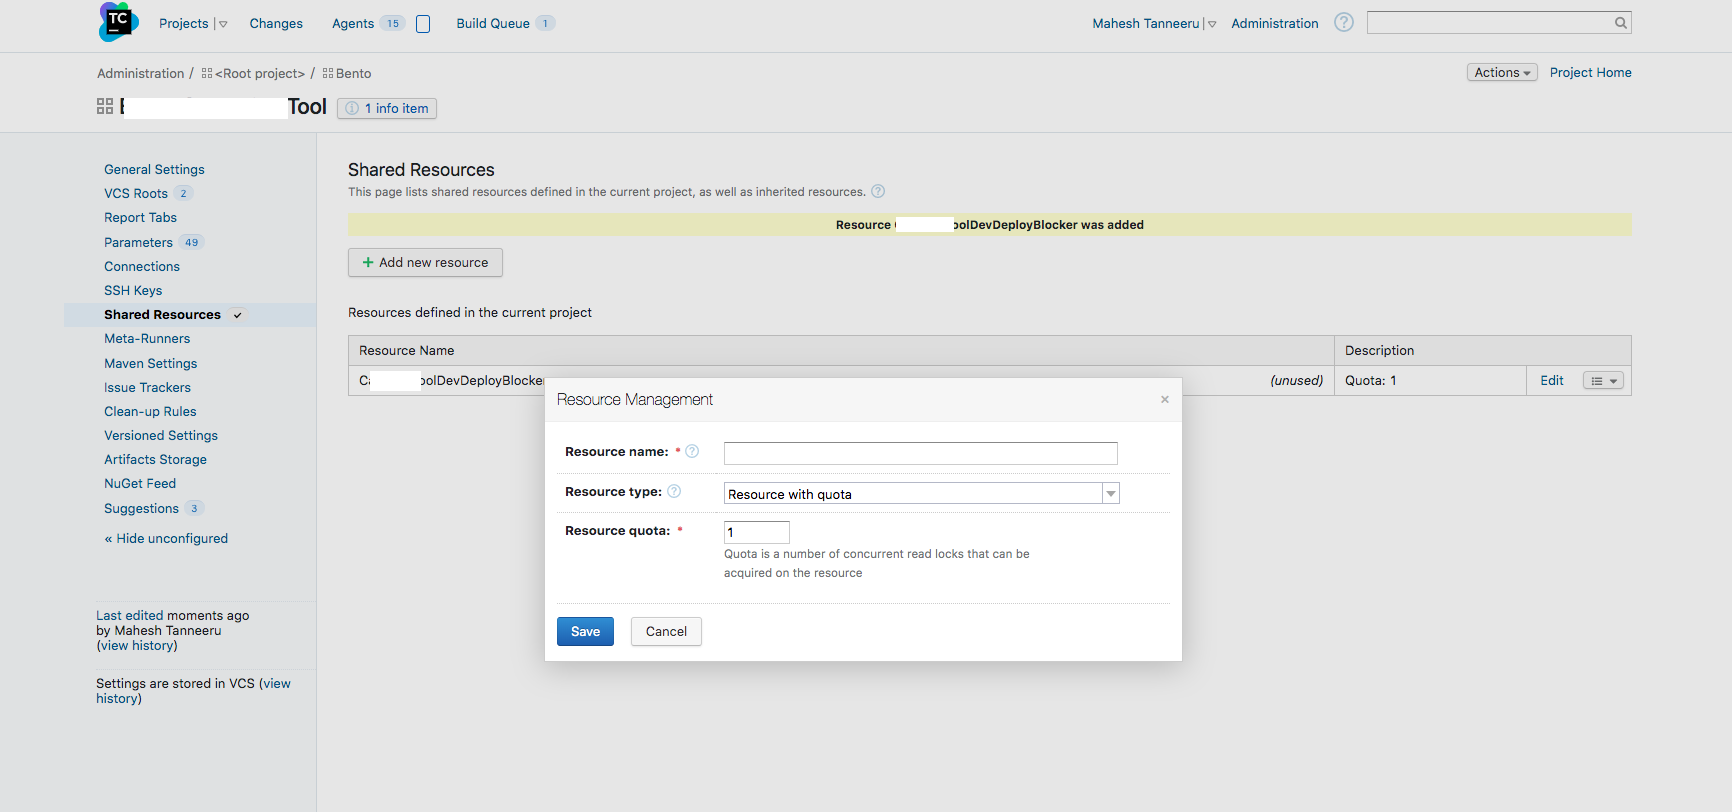 TC
Projects
Changes
Agents 15
Build Queue 1
Mahesh Tanneeru
Administration
?
Administration / <Root project> / Bento
Actions
Project Home
Tool
1 info item
General Settings
VCS Roots 2
Report Tabs
Parameters 49
Connections
SSH Keys
Shared Resources
Meta-Runners
Maven Settings
Issue Trackers
Clean-up Rules
Versioned Settings
Artifacts Storage
NuGet Feed
Suggestions 3
« Hide unconfigured
Last edited moments ago
by Mahesh Tanneeru
(view history)
Settings are stored in VCS (view
history)
Shared Resources
This page lists shared resources defined in the current project, as well as inherited resources. ?
Resource oolDevDeployBlocker was added
+ Add new resource
Resources defined in the current project
Resource Name Description
Ca oolDevDeployBlocker (unused) Quota: 1 Edit
Resource Management ×
Resource name: * ?
Resource type: ? Resource with quota
Resource quota: * 1
Quota is a number of concurrent read locks that can be
acquired on the resource
Save
Cancel